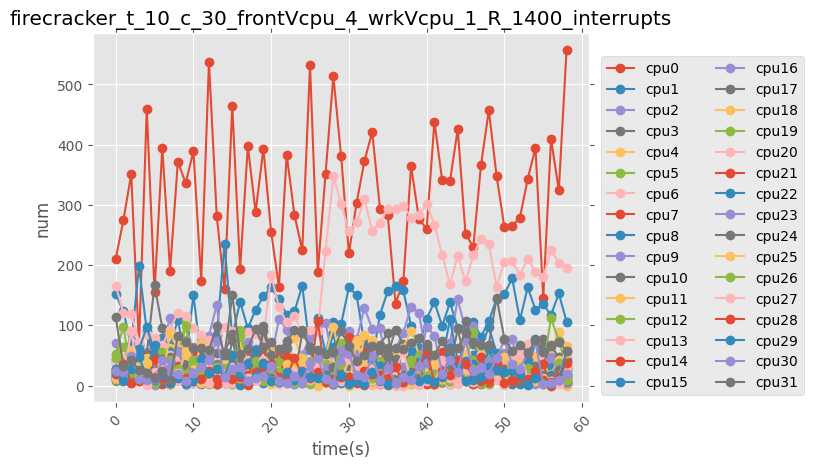 firecracker_t_10_c_30_frontVcpu_4_wrkVcpu_1_R_1400_interrupts
num
500
400
300
200
100
0
0 10 20 30 40 50 60
time(s)
cpu0 cpu16
cpu1 cpu17
cpu2 cpu18
cpu3 cpu19
cpu4 cpu20
cpu5 cpu21
cpu6 cpu22
cpu7 cpu23
cpu8 cpu24
cpu9 cpu25
cpu10 cpu26
cpu11 cpu27
cpu12 cpu28
cpu13 cpu29
cpu14 cpu30
cpu15 cpu31